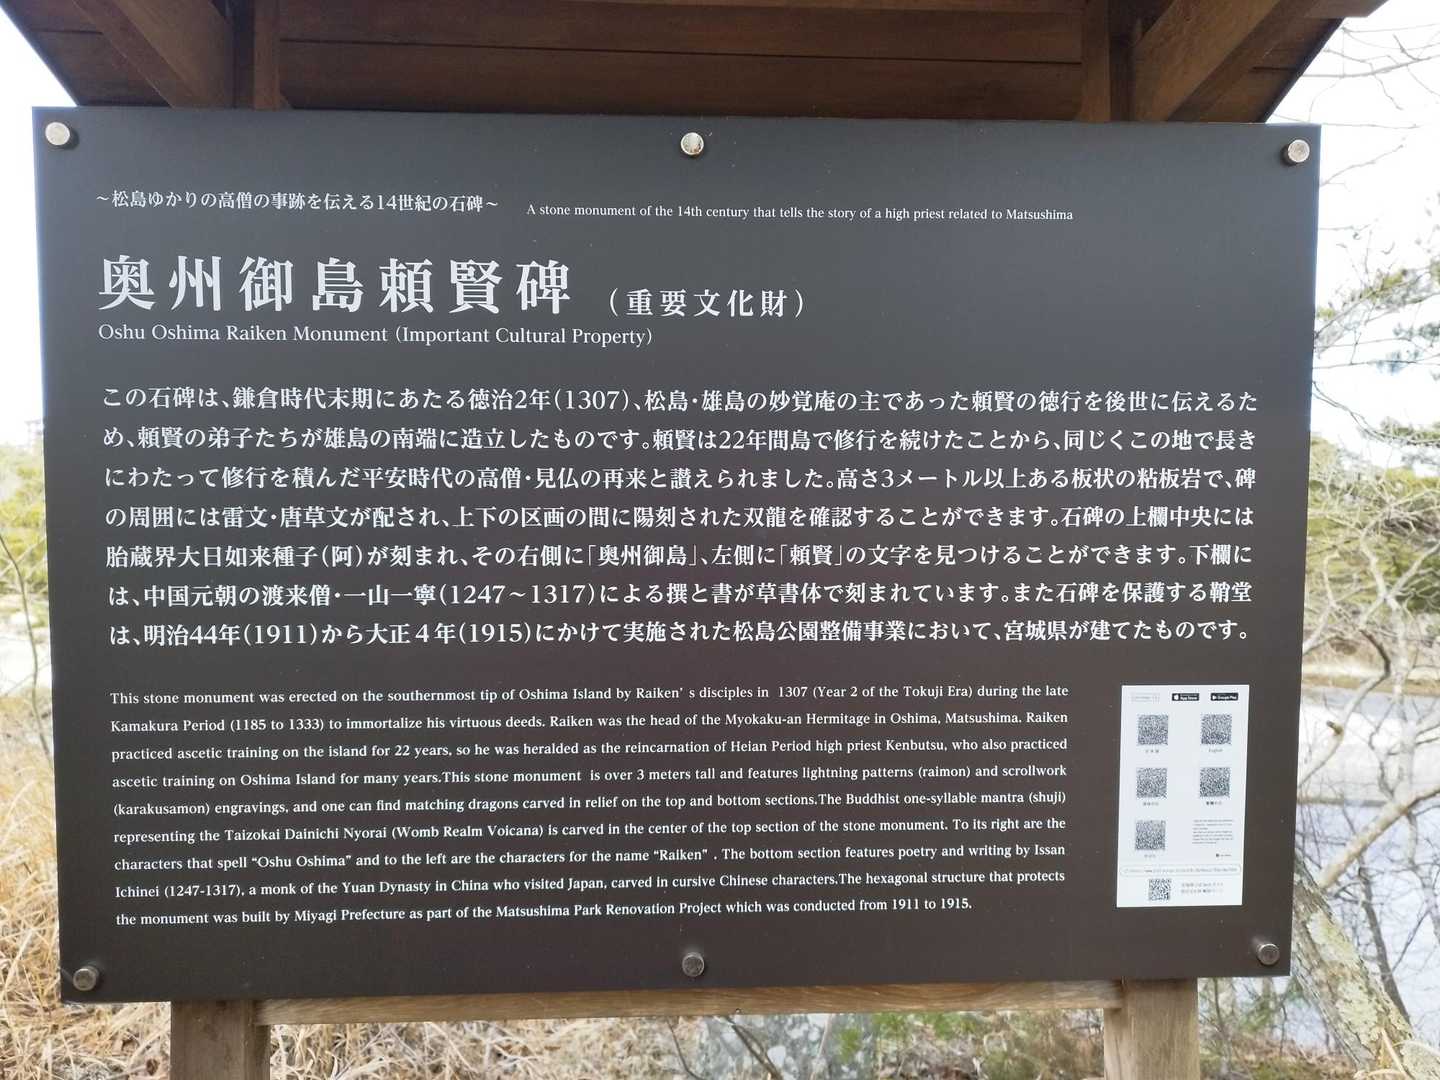 ～松島ゆかりの高僧の事跡を伝える14世紀の石碑～ A stone monument of the 14th century that tells the story of a high priest related to Matsushima
奥州御島頼賢碑 （重要文化財）
Oshu Oshima Raiken Monument (Important Cultural Property)
この石碑は、鎌倉時代末期にあたる徳治2年（1307）、松島・雄島の妙覚庵の主であった頼賢の徳行を後世に伝えるた
め、頼賢の弟子たちが雄島の南端に造立したものです。頼賢は22年間島で修行を続けたことから、同じくこの地で長き
にわたって修行を積んだ平安時代の高僧・見仏の再来と讃えられました。高さ3メートル以上ある板状の粘板岩で、碑
の周囲には雷文・唐草文が配され、上下の区画の間に陽刻された双龍を確認することができます。石碑の上欄中央には
胎蔵界大日如来種子（阿）が刻まれ、その右側に「奥州御島」、左側に「頼賢」の文字を見つけることができます。下欄に
は、中国元朝の渡来僧・一山一寧（1247～1317）による撰と書が草書体で刻まれています。また石碑を保護する鞘堂
は、明治44年（1911）から大正４年（1915）にかけて実施された松島公園整備事業において、宮城県が建てたものです。
This stone monument was erected on the southernmost tip of Oshima Island by Raiken’ s disciples in 1307 (Year 2 of the Tokuji Era) during the late
Kamakura Period (1185 to 1333) to immortalize his virtuous deeds. Raiken was the head of the Myokaku-an Hermitage in Oshima, Matsushima. Raiken
practiced ascetic training on the island for 22 years, so he was heralded as the reincarnation of Heian Period high priest Kenbutsu, who also practiced
ascetic training on Oshima Island for many years.This stone monument is over 3 meters tall and features lightning patterns (raimon) and scrollwork
(karakusamon) engravings, and one can find matching dragons carved in relief on the top and bottom sections.The Buddhist one-syllable mantra (shuji)
representing the Taizokai Dainichi Nyorai (Womb Realm Voicana) is carved in the center of the top section of the stone monument. To its right are the
characters that spell “Oshu Oshima” and to the left are the characters for the name “Raiken” . The bottom section features poetry and writing by Issan
Ichinei (1247-1317), a monk of the Yuan Dynasty in China who visited Japan, carved in cursive Chinese characters.The hexagonal structure that protects
the monument was built by Miyagi Prefecture as part of the Matsushima Park Renovation Project which was conducted from 1911 to 1915.
App Store Google Play
日本語 English